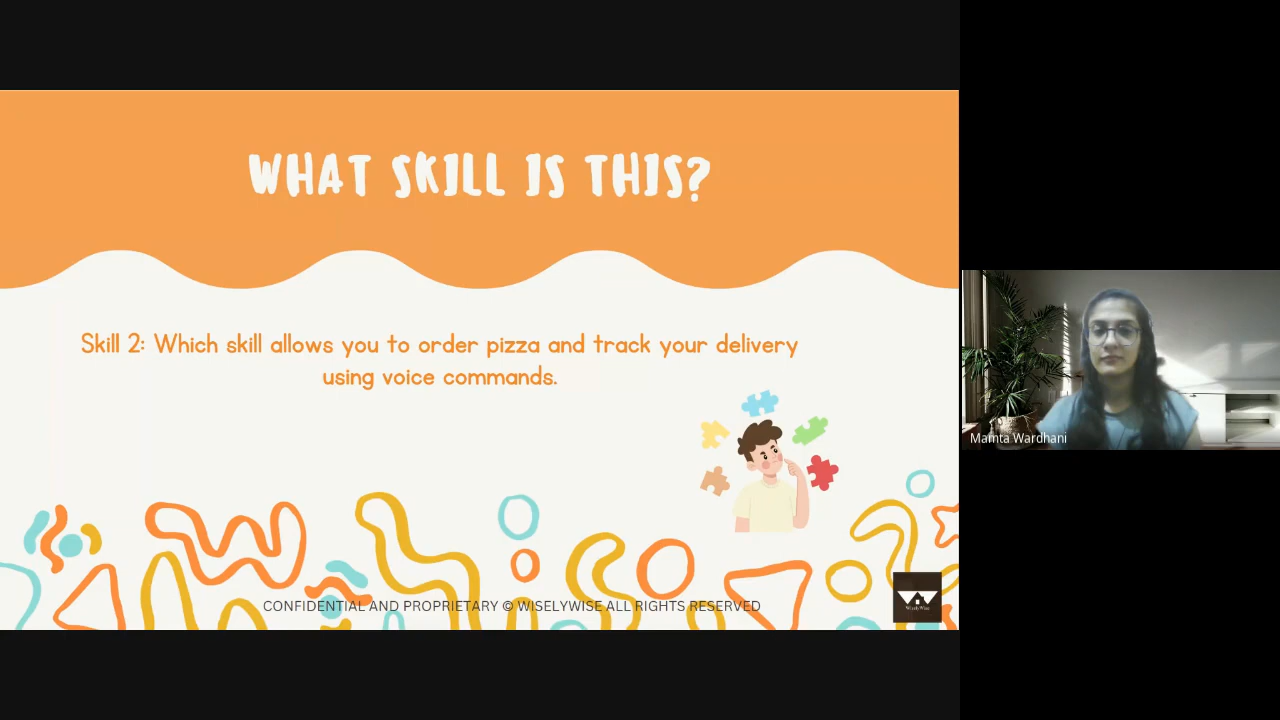 WHAT SKILL IS THIS?
Skill 2: Which skill allows you to order pizza and track your delivery
using voice commands.
Mamta Wardhani
CONFIDENTIAL AND PROPRIETARY © WISELYWISE ALL RIGHTS RESERVED
WiselyWise